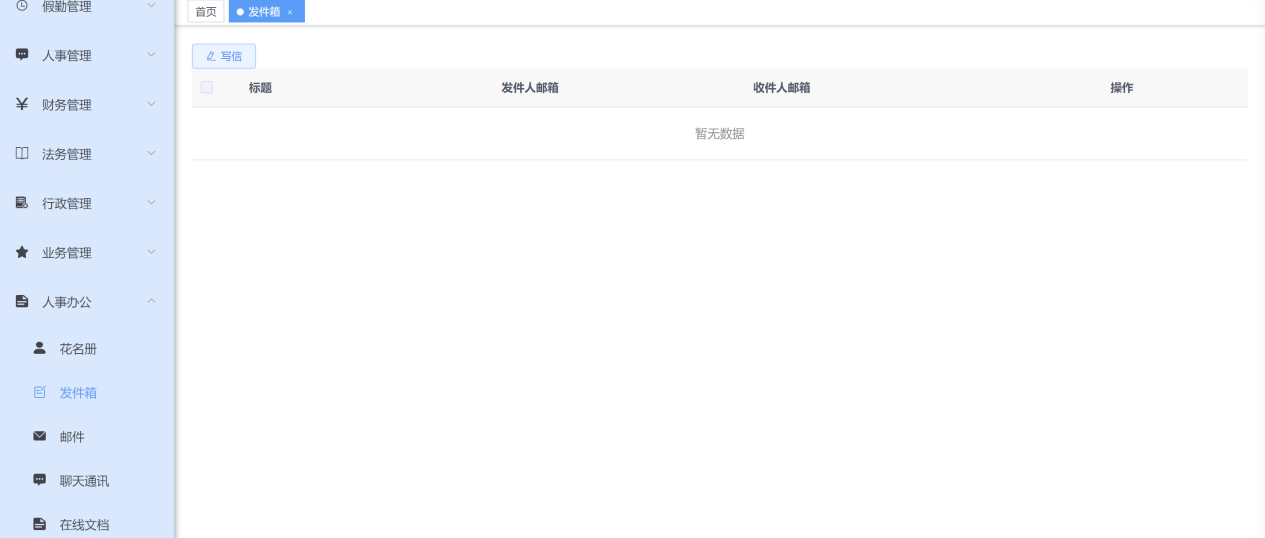 假勤管理
人事管理
财务管理
法务管理
行政管理
业务管理
人事办公
花名册
发件箱
邮件
聊天通讯
在线文档
首页 发件箱 ×
写信
标题 发件人邮箱 收件人邮箱 操作
暂无数据